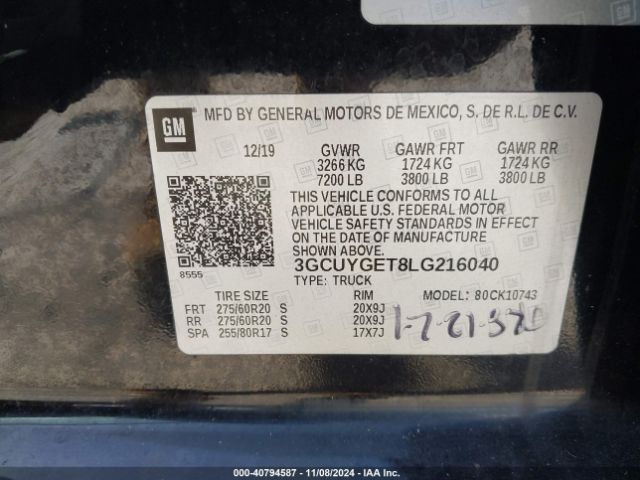 GM MFD BY GENERAL MOTORS DE MEXICO, S. DE R.L. DE C.V.
12/19 GVWR GAWR FRT GAWR RR
3266 KG 1724 KG 1724 KG
7200 LB 3800 LB 3800 LB
THIS VEHICLE CONFORMS TO ALL
APPLICABLE U.S. FEDERAL MOTOR
VEHICLE SAFETY STANDARDS IN EFFECT
ON THE DATE OF MANUFACTURE
SHOWN ABOVE.
8555
3GCUYGET8LG216040
TYPE: TRUCK MODEL: 80CK10743
TIRE SIZE RIM
FRT 275/60R20 S 20X9J
RR 275/60R20 S 20X9J
SPA 255/80R17 S 17X7J
000-40794587 - 11/08/2024 - IAA Inc.